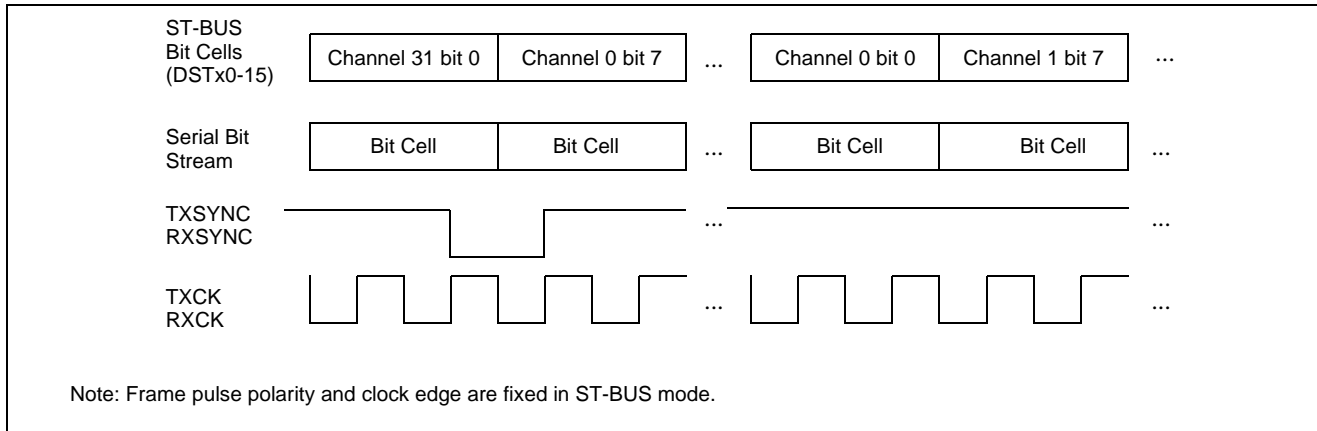 ST-BUS
Bit Cells
(DSTx0-15)
Channel 31 bit 0
Channel 0 bit 7
...
Channel 0 bit 0
Channel 1 bit 7
...
Serial Bit
Stream
Bit Cell
Bit Cell
...
Bit Cell
Bit Cell
...
TXSYNC
RXSYNC
...
...
TXCK
RXCK
...
...
Note: Frame pulse polarity and clock edge are fixed in ST-BUS mode.